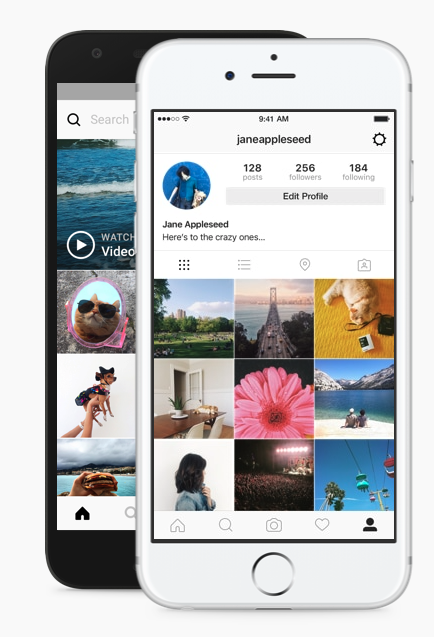 Search
WATCH
Video
9:41 AM
janeappleseed
128
posts
256
followers
184
following
Edit Profile
Jane Appleseed
Here's to the crazy ones...